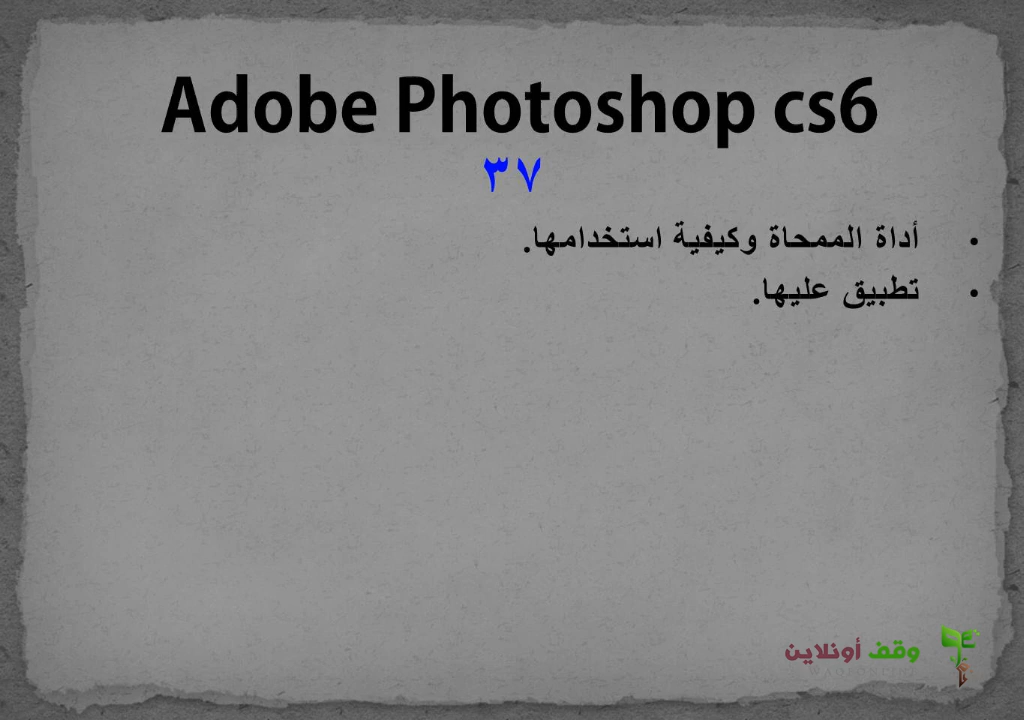 Adobe Photoshop cs6
٣٧
• أداة الممحاة وكيفية استخدامها.
• تطبيق عليها.
وقف أونلاين